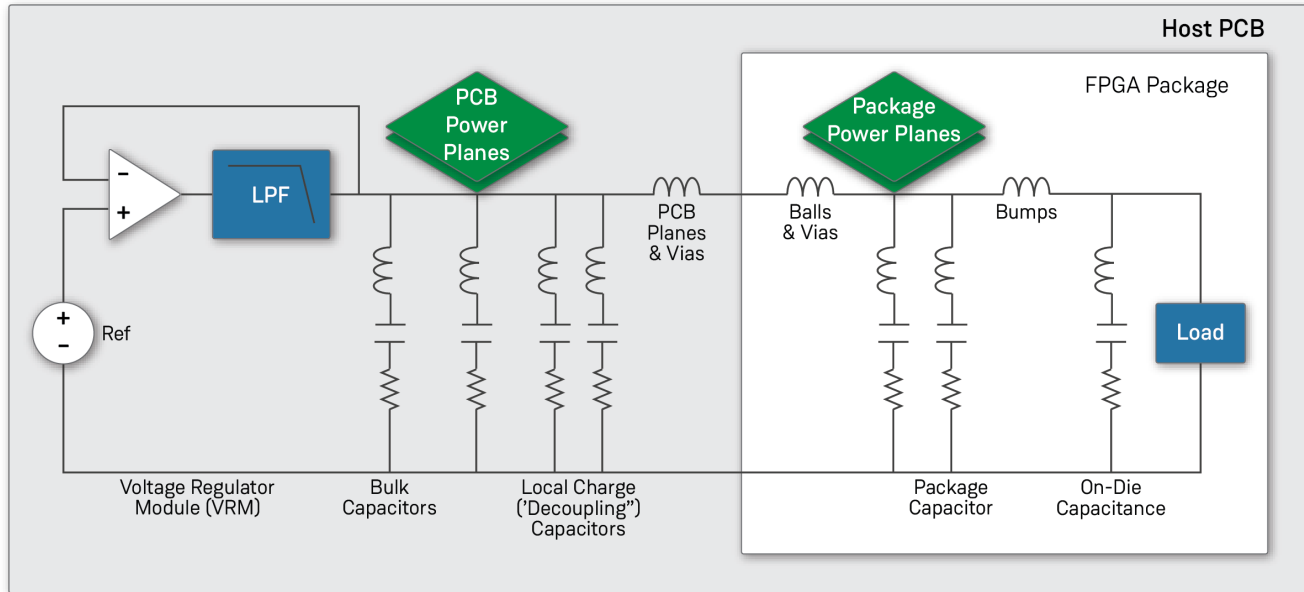 Host PCB
FPGA Package
PCB
Power
Planes
Package
Power Planes
−
+
LPF
PCB
Planes
& Vias
Balls
& Vias
Bumps
+
−
Ref
Load
Voltage Regulator
Module (VRM)
Bulk
Capacitors
Local Charge
('Decoupling")
Capacitors
Package
Capacitor
On-Die
Capacitance